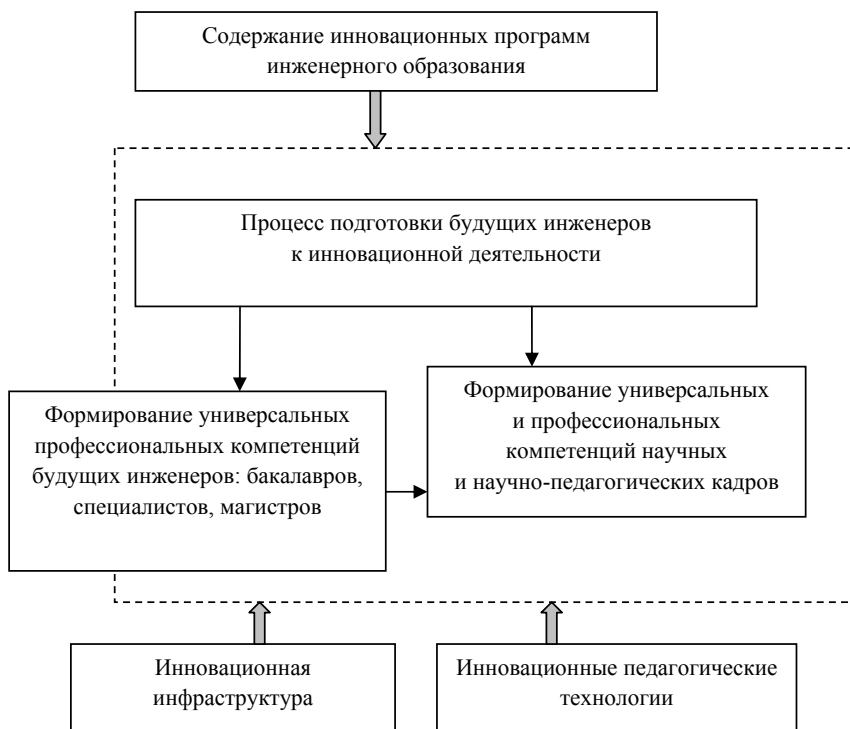 Содержание инновационных программ
инженерного образования
Процесс подготовки будущих инженеров
к инновационной деятельности
Формирование универсальных
профессиональных компетенций
будущих инженеров: бакалавров,
специалистов, магистров
Формирование универсальных
и профессиональных
компетенций научных
и научно-педагогических кадров
Инновационная
инфраструктура
Инновационные педагогические
технологии